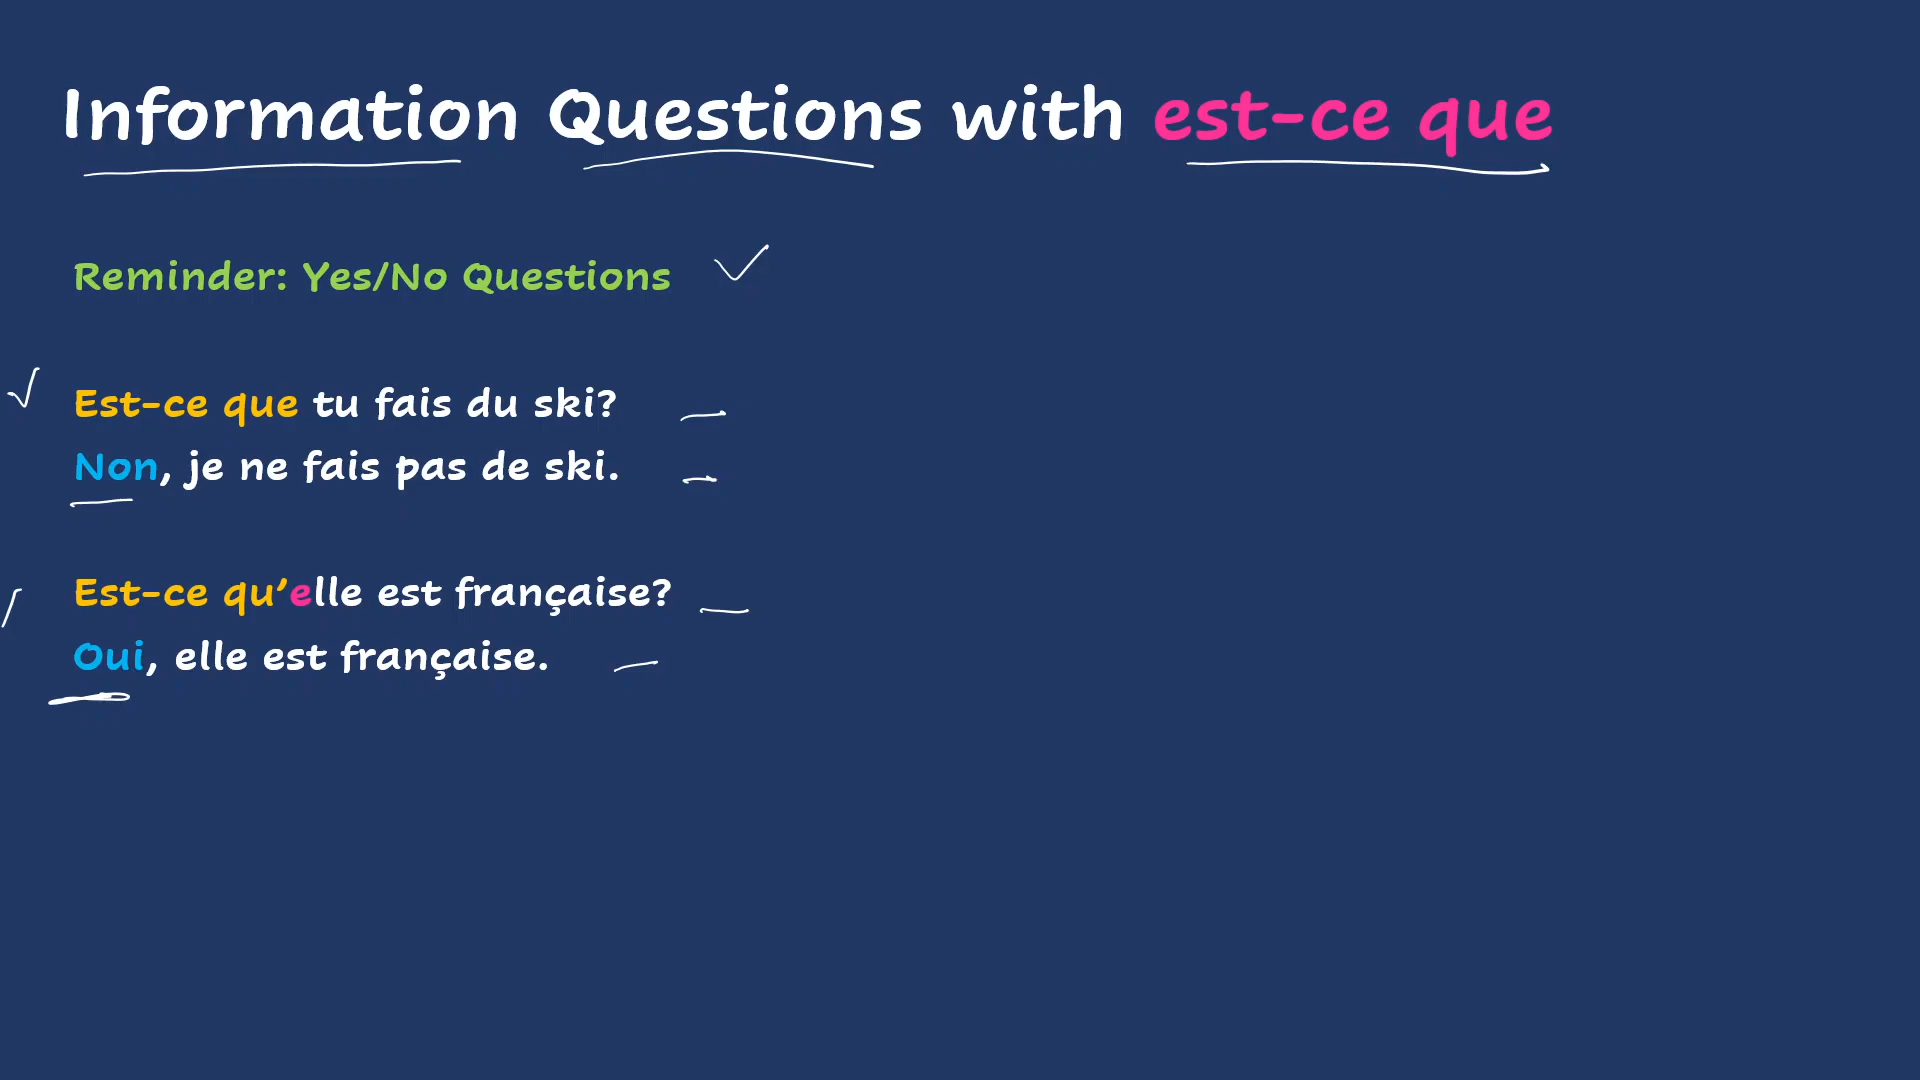 Information Questions with est-ce que
Reminder: Yes/No Questions
Est-ce que tu fais du ski?
Non, je ne fais pas de ski.
Est-ce qu’elle est française?
Oui, elle est française.